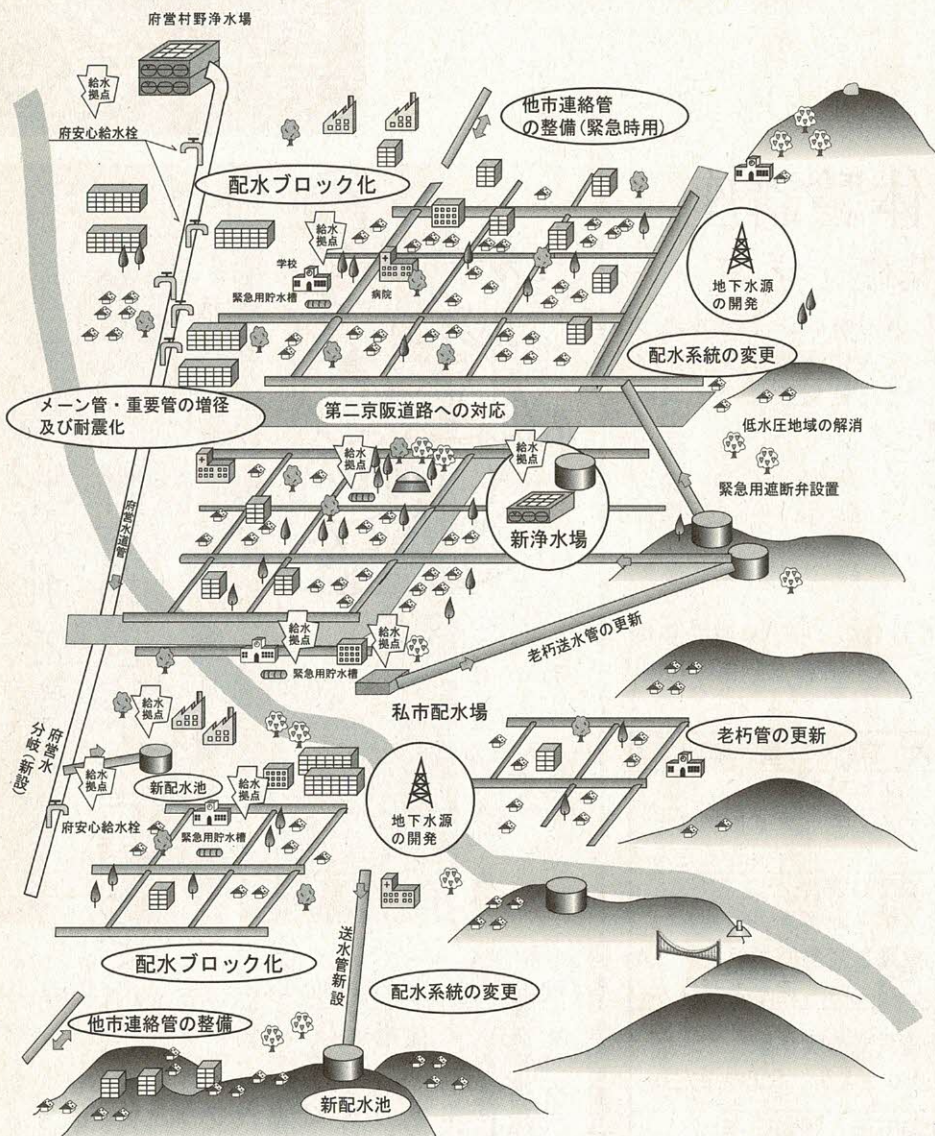 府営村野浄水場
給水
拠点
府安心給水栓
他市連絡管
の整備(緊急時用)
配水ブロック化
給水
拠点
学校
緊急用貯水槽
病院
地下水源
の開発
配水系統の変更
メーン管・重要管の増径
及び耐震化
第二京阪道路への対応
低水圧地域の解消
給水
拠点
給水
拠点
緊急用遮断弁設置
新浄水場
府営水道管
給水
拠点
給水
拠点
緊急用貯水槽
老朽送水管の更新
私市配水場
給水
拠点
府営水
分岐(新設)
給水
拠点
新配水池
給水
拠点
老朽管の更新
地下水源
の開発
府安心給水栓
緊急用貯水槽
配水ブロック化
送水管新設
配水系統の変更
他市連絡管の整備
新配水池